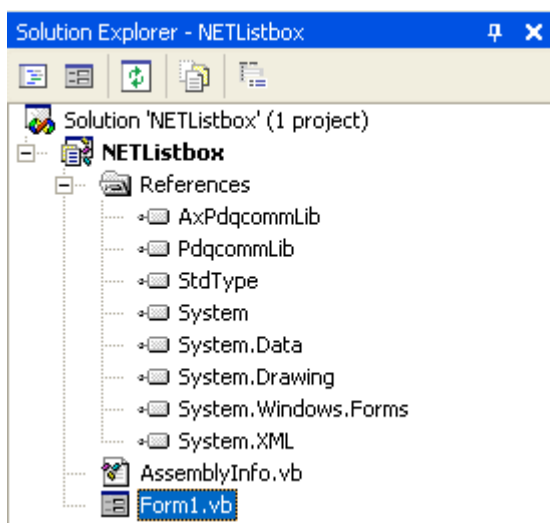 Solution Explorer - NETListbox
Solution 'NETListbox' (1 project)
NETListbox
References
AxPdqcommLib
PdqcommLib
StdType
System
System.Data
System.Drawing
System.Windows.Forms
System.XML
AssemblyInfo.vb
Form1.vb